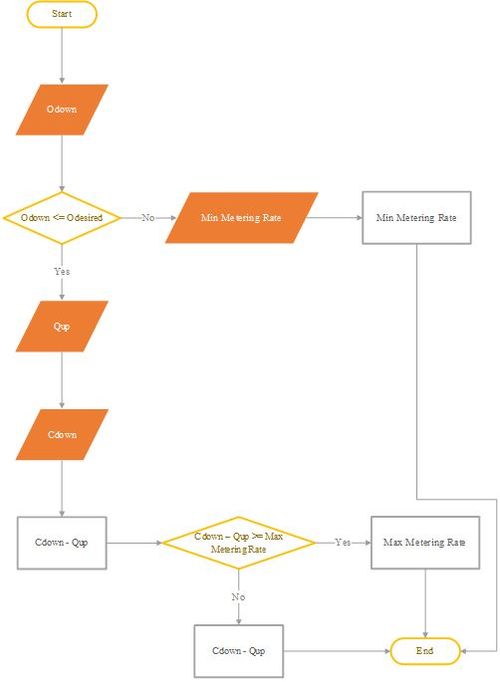 Start
Odown
Odown <= Odesired
No
Min Metering Rate
Min Metering Rate
Yes
Qup
Cdown
Cdown - Qup
Cdown – Qup >= Max
Metering Rate
Yes
Max Metering Rate
No
Cdown - Qup
End